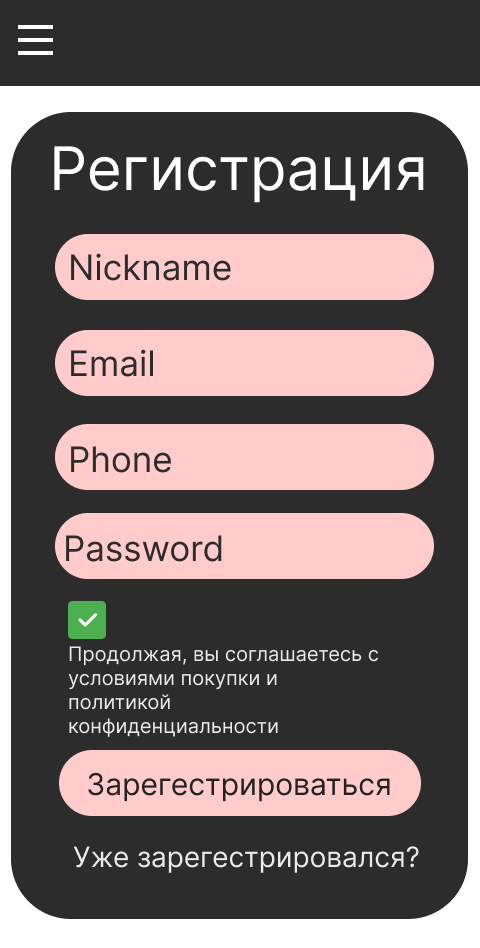 Регистрация
Nickname
Email
Phone
Password
Продолжая, вы соглашаетесь с
условиями покупки и
политикой
конфиденциальности
Зарегестрироваться
Уже зарегестрировался?